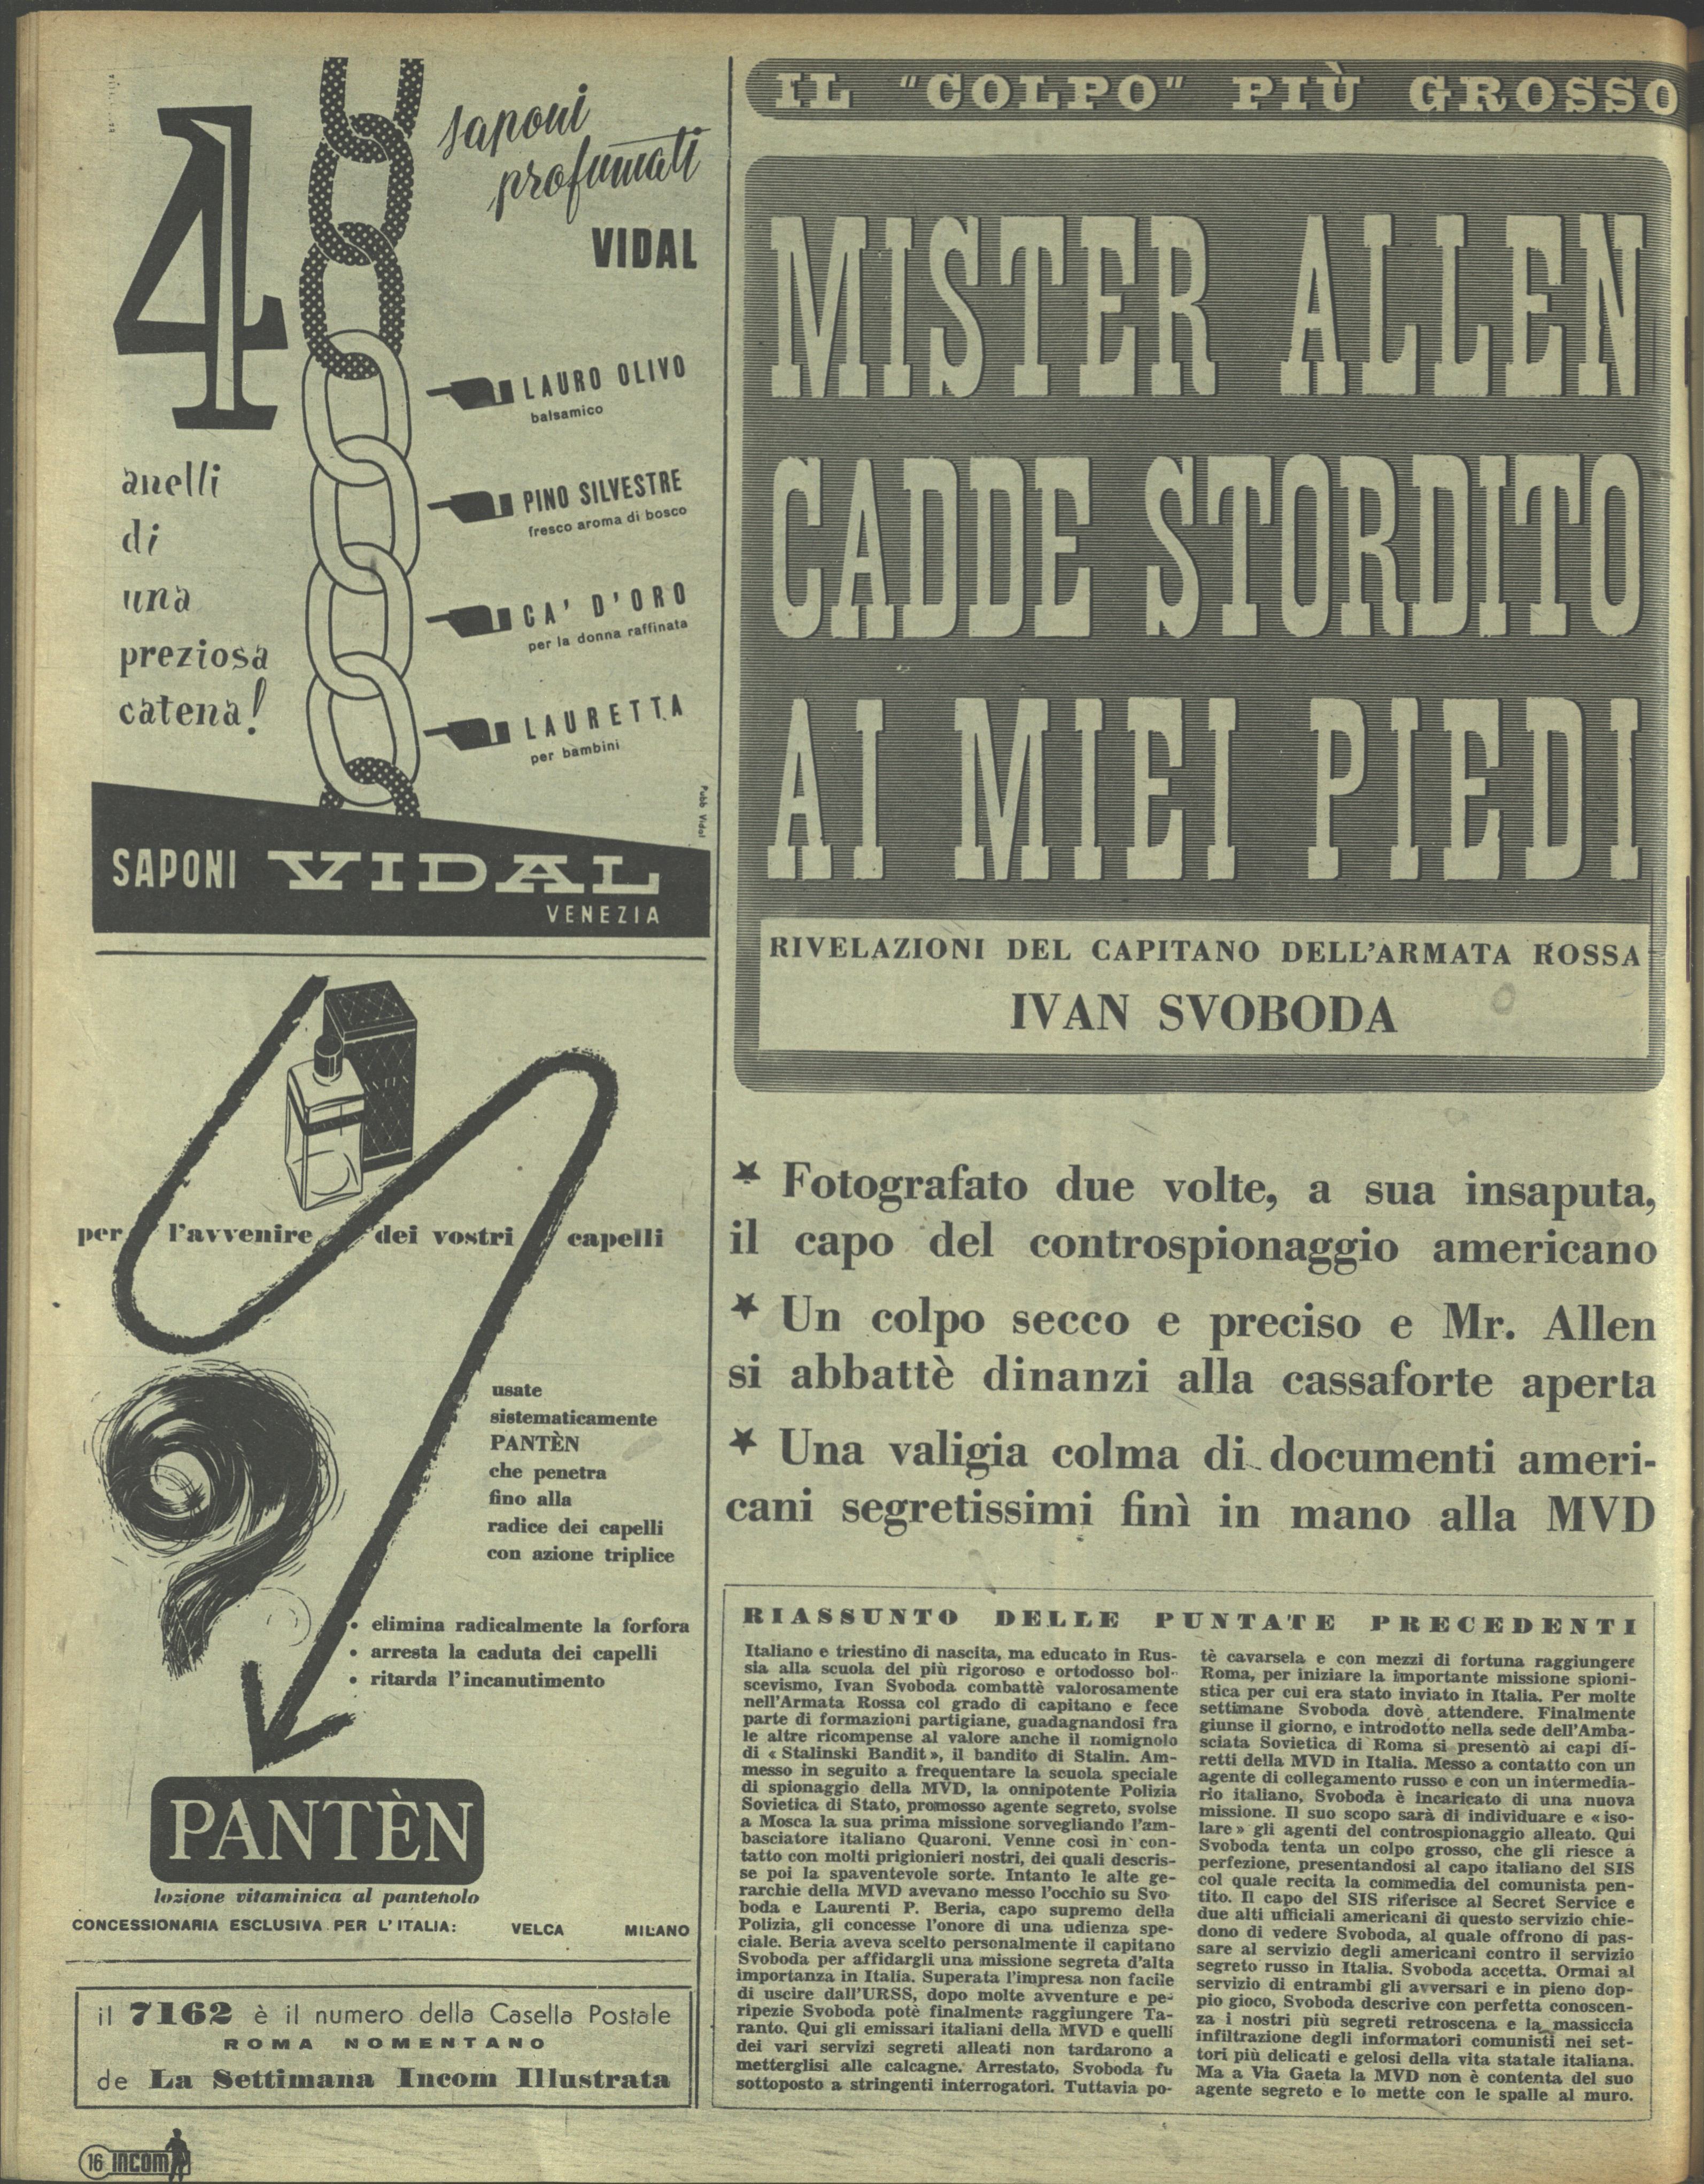 4
saponi
profumati
VIDAL
anelli
di
una
preziosa
catena!
LAURO OLIVO
balsamico
PINO SILVESTRE
fresco aroma di bosco
CA' D'ORO
per la donna raffinata
LAURETTA
per bambini
Pubb Vidal
SAPONI VIDAL
VENEZIA
per l'avvenire dei vostri capelli
usate
sistematicamente
PANTÈN
che penetra
fino alla
radice dei capelli
con azione triplice
• elimina radicalmente la forfora
• arresta la caduta dei capelli
• ritarda l'incanutimento
PANTÈN
lozione vitaminica al pantenolo
CONCESSIONARIA ESCLUSIVA PER L'ITALIA: VELCA MILANO
il 7162 è il numero della Casella Postale
ROMA NOMENTANO
de La Settimana Incom Illustrata
16 INCOM
IL "COLPO" PIÙ GROSSO
MISTER ALLEN
CADDE STORDITO
AI MIEI PIEDI
RIVELAZIONI DEL CAPITANO DELL'ARMATA ROSSA
IVAN SVOBODA
★ Fotografato due volte, a sua insaputa,
il capo del controspionaggio americano
★ Un colpo secco e preciso e Mr. Allen
si abbattè dinanzi alla cassaforte aperta
★ Una valigia colma di documenti ameri-
cani segretissimi finì in mano alla MVD
RIASSUNTO DELLE PUNTATE PRECEDENTI
Italiano e triestino di nascita, ma educato in Rus-
sia alla scuola del più rigoroso e ortodosso bol-
scevismo, Ivan Svoboda combattè valorosamente
nell'Armata Rossa col grado di capitano e fece
parte di formazioni partigiane, guadagnandosi fra
le altre ricompense al valore anche il nomignolo
di « Stalinski Bandit », il bandito di Stalin. Am-
messo in seguito a frequentare la scuola speciale
di spionaggio della MVD, la onnipotente Polizia
Sovietica di Stato, promosso agente segreto, svolse
a Mosca la sua prima missione sorvegliando l'am-
basciatore italiano Quaroni. Venne così in con-
tatto con molti prigionieri nostri, dei quali descris-
se poi la spaventevole sorte. Intanto le alte ge-
rarchie della MVD avevano messo l'occhio su Svo-
boda e Laurenti P. Beria, capo supremo della
Polizia, gli concesse l'onore di una udienza spe-
ciale. Beria aveva scelto personalmente il capitano
Svoboda per affidargli una missione segreta d'alta
importanza in Italia. Superata l'impresa non facile
di uscire dall'URSS, dopo molte avventure e pe-
ripezie Svoboda potè finalmente raggiungere Ta-
ranto. Qui gli emissari italiani della MVD e quelli
dei vari servizi segreti alleati non tardarono a
metterglisi alle calcagne. Arrestato, Svoboda fu
sottoposto a stringenti interrogatori. Tuttavia po-
tè cavarsela e con mezzi di fortuna raggiungere
Roma, per iniziare la importante missione spioni-
stica per cui era stato inviato in Italia. Per molte
settimane Svoboda dovè attendere. Finalmente
giunse il giorno, e introdotto nella sede dell'Amba-
sciata Sovietica di Roma si presentò ai capi di-
retti della MVD in Italia. Messo a contatto con un
agente di collegamento russo e con un intermedia-
rio italiano, Svoboda è incaricato di una nuova
missione. Il suo scopo sarà di individuare e « iso-
lare » gli agenti del controspionaggio alleato. Qui
Svoboda tenta un colpo grosso, che gli riesce a
perfezione, presentandosi al capo italiano del SIS
col quale recita la commedia del comunista pen-
tito. Il capo del SIS riferisce al Secret Service e
due alti ufficiali americani di questo servizio chie-
dono di vedere Svoboda, al quale offrono di pas-
sare al servizio degli americani contro il servizio
segreto russo in Italia. Svoboda accetta. Ormai al
servizio di entrambi gli avversari e in pieno dop-
pio gioco, Svoboda descrive con perfetta conoscen-
za i nostri più segreti retroscena e la massiccia
infiltrazione degli informatori comunisti nei set-
tori più delicati e gelosi della vita statale italiana.
Ma a Via Gaeta la MVD non è contenta del suo
agente segreto e lo mette con le spalle al muro.